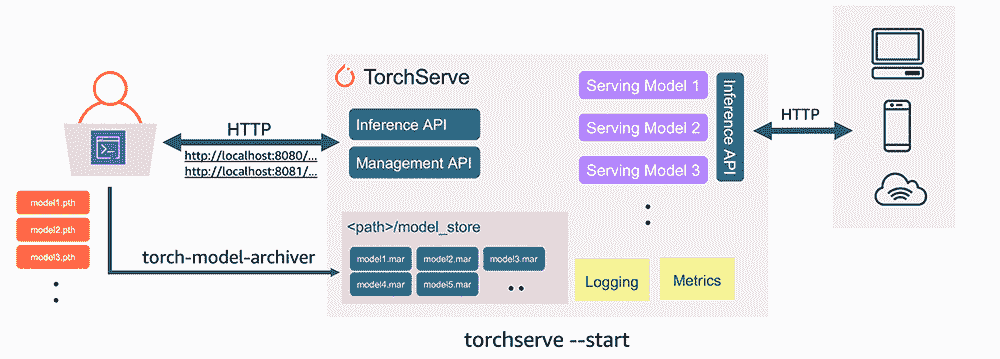 TorchServe
HTTP
http://localhost:8080/...
http://localhost:8081/...
Inference API
Management API
Serving Model 1
Serving Model 2
Serving Model 3
Inference API
HTTP
model1.pth
model2.pth
model3.pth
torch-model-archiver
<path>/model_store
model1.mar model2.mar model3.mar
model4.mar model5.mar
Logging
Metrics
torchserve --start